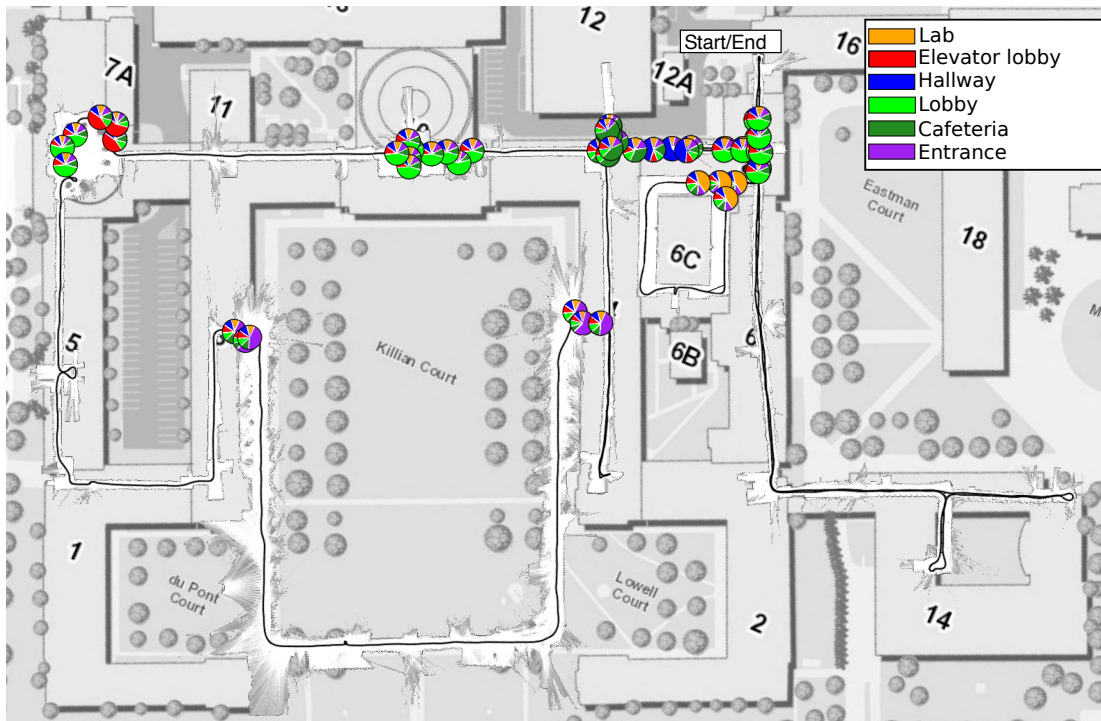 12
16
Start/End
7A
12A
11
Lab
Elevator lobby
Hallway
Lobby
Cafeteria
Entrance
Eastman
Court
18
6C
5
Killian Court
6B
6
1
du Pont
Court
Lowell
Court
2
14